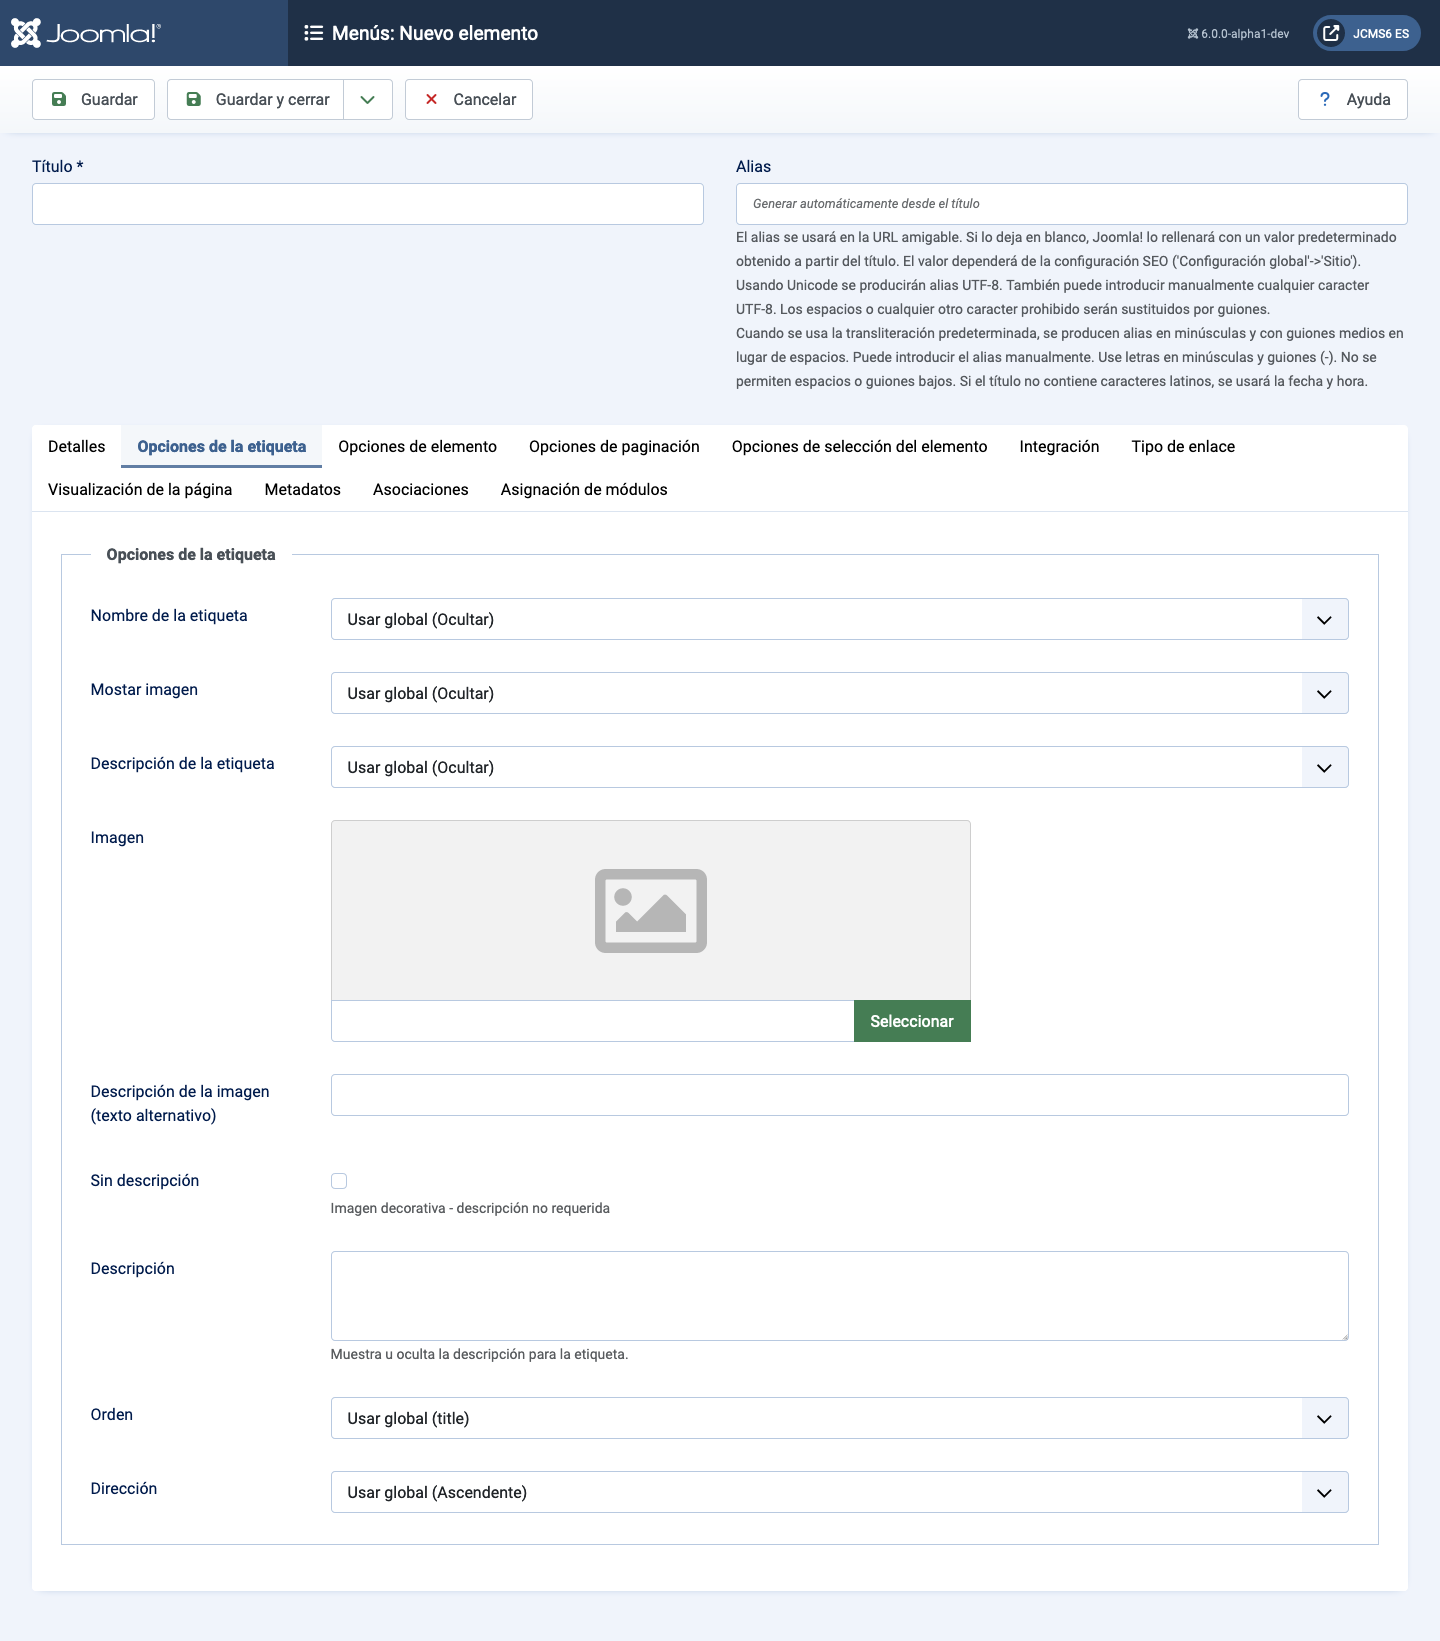 Joomla!®
Menús: Nuevo elemento
6.0.0-alpha1-dev
JCMS6 ES
Guardar
Guardar y cerrar
Cancelar
? Ayuda
Título *
Alias
Generar automáticamente desde el título
El alias se usará en la URL amigable. Si lo deja en blanco, Joomla! lo rellenará con un valor predeterminado
obtenido a partir del título. El valor dependerá de la configuración SEO ('Configuración global'->'Sitio').
Usando Unicode se producirán alias UTF-8. También puede introducir manualmente cualquier caracter
UTF-8. Los espacios o cualquier otro caracter prohibido serán sustituidos por guiones.
Cuando se usa la transliteración predeterminada, se producen alias en minúsculas y con guiones medios en
lugar de espacios. Puede introducir el alias manualmente. Use letras en minúsculas y guiones (-). No se
permiten espacios o guiones bajos. Si el título no contiene caracteres latinos, se usará la fecha y hora.
Detalles
Opciones de la etiqueta
Opciones de elemento
Opciones de paginación
Opciones de selección del elemento
Integración
Tipo de enlace
Visualización de la página
Metadatos
Asociaciones
Asignación de módulos
Opciones de la etiqueta
Nombre de la etiqueta
Usar global (Ocultar)
Mostar imagen
Usar global (Ocultar)
Descripción de la etiqueta
Usar global (Ocultar)
Imagen
Seleccionar
Descripción de la imagen
(texto alternativo)
Sin descripción
Imagen decorativa - descripción no requerida
Descripción
Muestra u oculta la descripción para la etiqueta.
Orden
Usar global (title)
Dirección
Usar global (Ascendente)